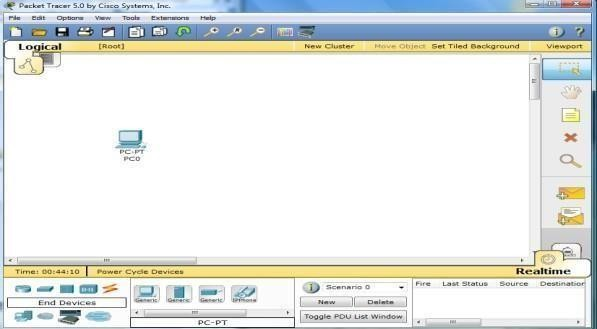 Packet Tracer 5.0 by Cisco Systems, Inc.
File Edit Options View Tools Extensions Help
Logical [Root] New Cluster Move Object Set Tiled Background Viewport
PC-PT
PC0
Time: 00:44:10 Power Cycle Devices Realtime
End Devices
Generic Generic Generic IPPhone
PC-PT
Scenario 0
New Delete
Toggle PDU List Window
Fire Last Status Source Destination